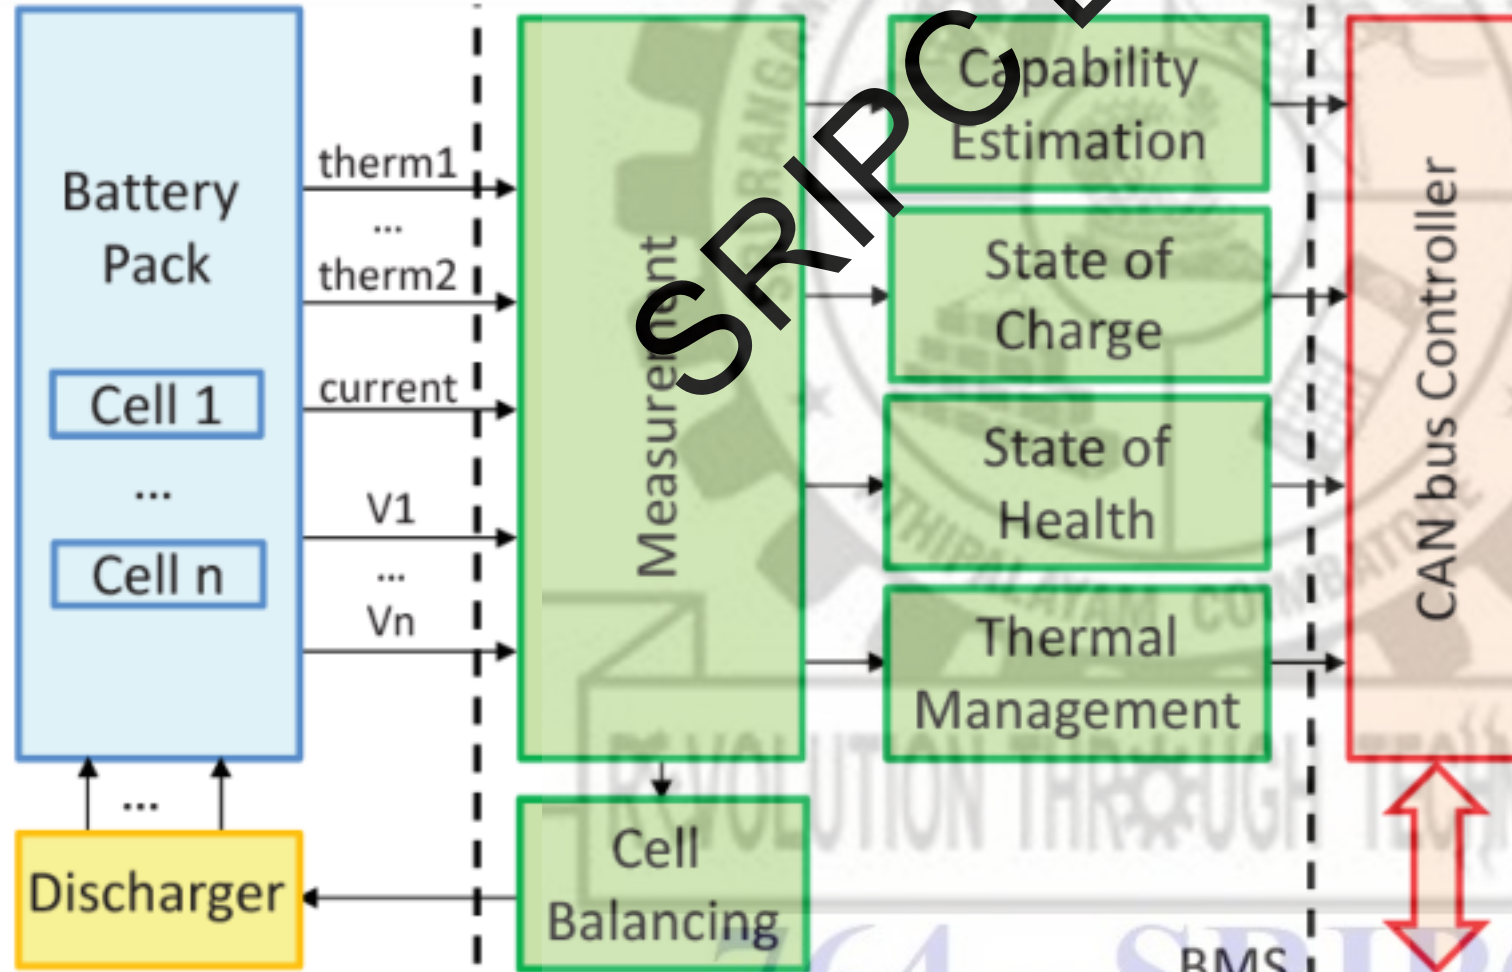 Battery
Pack
Cell 1
...
Cell n
therm1
...
therm2
current
V1
...
Vn
Measurement
Capability
Estimation
State of
Charge
State of
Health
Thermal
Management
CAN bus Controller
...
Discharger
Cell
Balancing
BMS
SRIPC
COIMBATORE